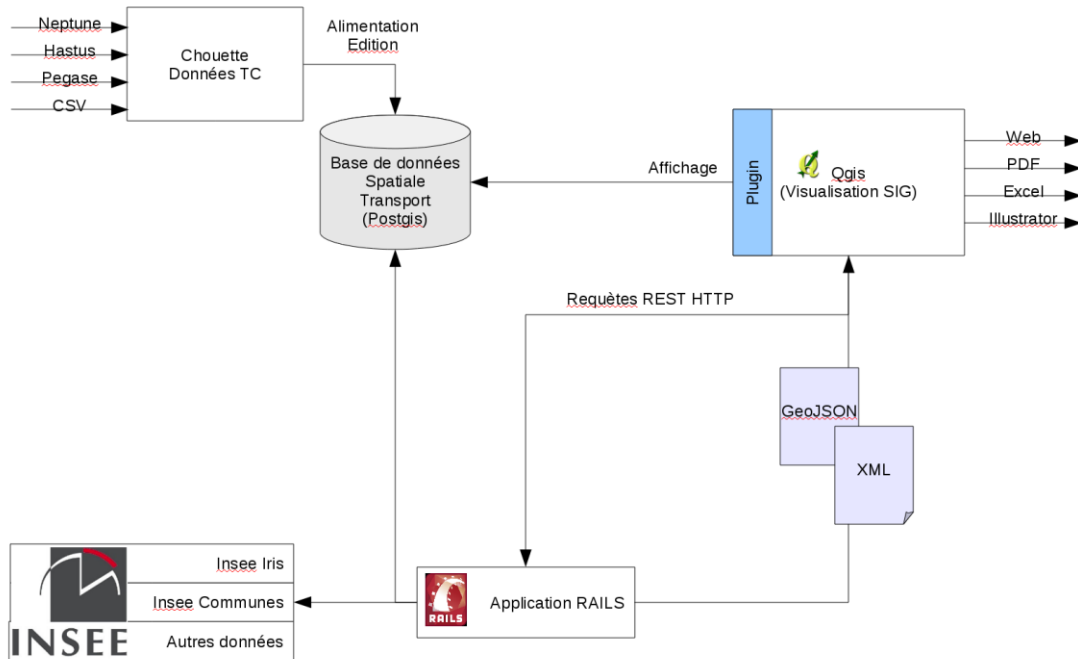 Neptune
Hastus
Pegase
CSV
Chouette
Données TC
Alimentation
Edition
Base de données
Spatiale
Transport
(Postgis)
Affichage
Plugin
Qgis
(Visualisation SIG)
Web
PDF
Excel
Illustrator
Requètes REST HTTP
GeoJSON
XML
INSEE
Insee Iris
Insee Communes
Autres données
RAILS
Application RAILS